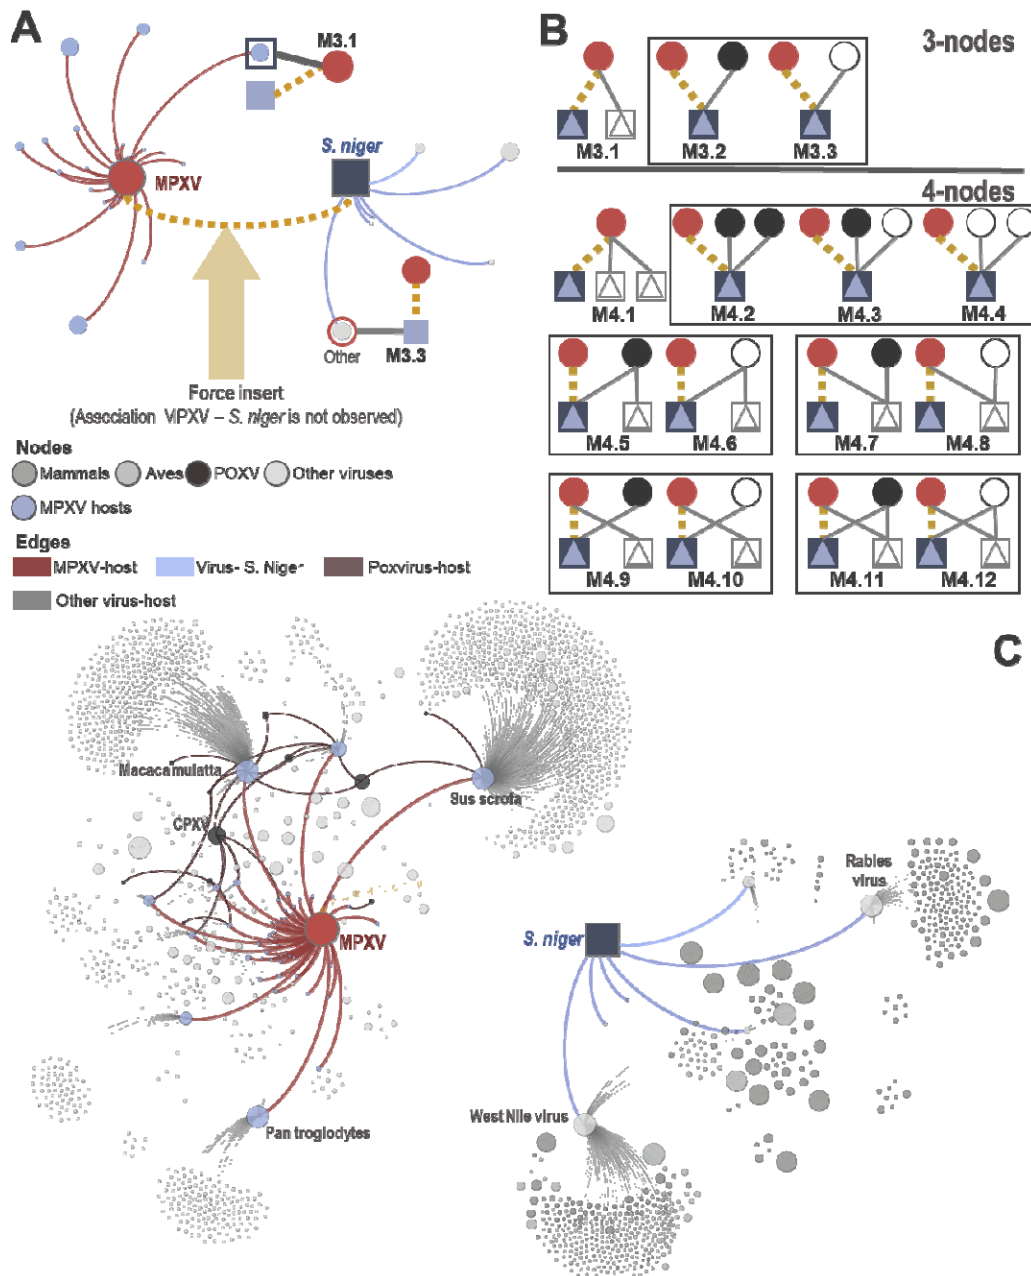 A
M3.1
S. niger
MPXV
Other
M3.3
Force insert
(Association MPXV – S. niger is not observed)
Nodes
Mammals
Aves
POXV
Other viruses
MPXV hosts
Edges
MPXV-host
Virus- S. Niger
Poxvirus-host
Other virus-host
B
3-nodes
M3.1
M3.2
M3.3
4-nodes
M4.1
M4.2
M4.3
M4.4
M4.5
M4.6
M4.7
M4.8
M4.9
M4.10
M4.11
M4.12
C
Macaca mulatta
Sus scrofa
CPXV
MPXV
Pan troglodytes
Rabies
virus
S. niger
West Nile virus